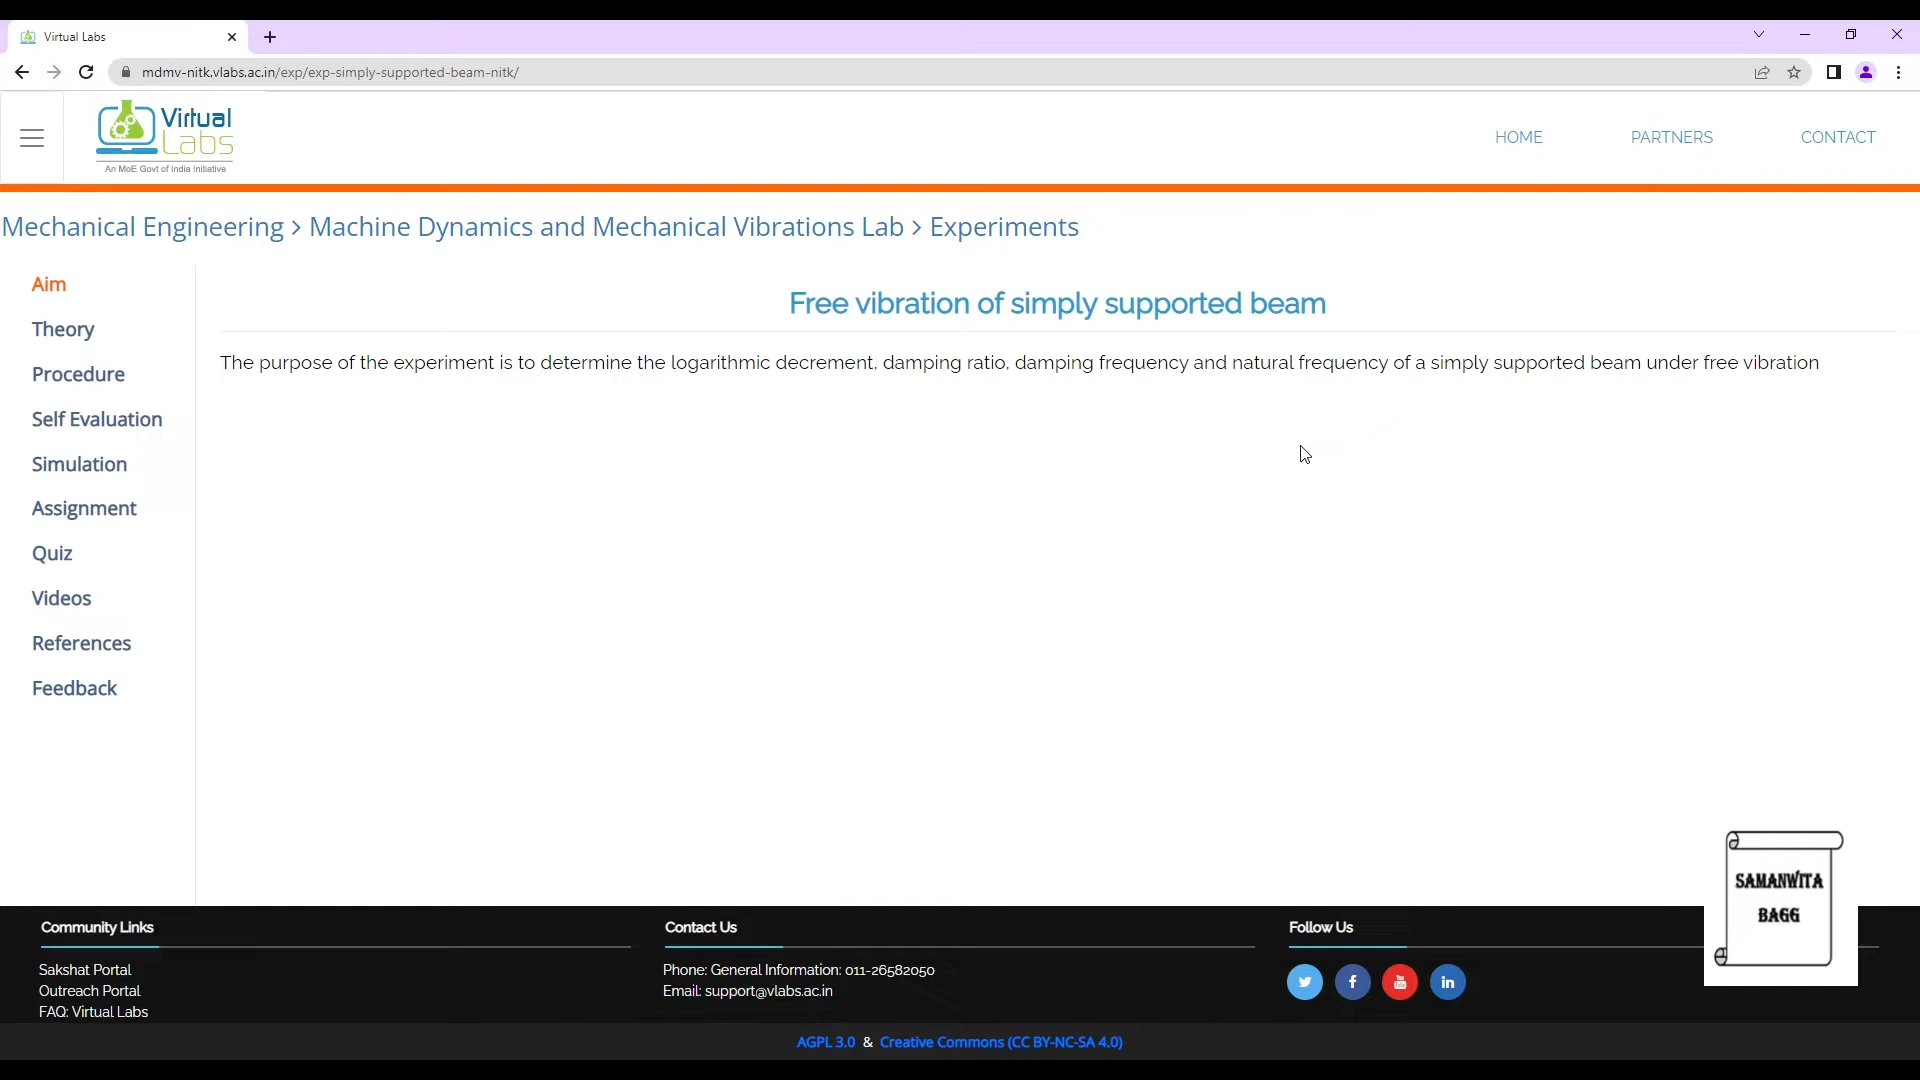 Virtual Labs
mdmv-nitk.vlabs.ac.in/exp/exp-simply-supported-beam-nitk/
Virtual
Labs
An MoE Govt of India Initiative
HOME PARTNERS CONTACT
Mechanical Engineering > Machine Dynamics and Mechanical Vibrations Lab > Experiments
Aim
Theory
Procedure
Self Evaluation
Simulation
Assignment
Quiz
Videos
References
Feedback
Free vibration of simply supported beam
The purpose of the experiment is to determine the logarithmic decrement, damping ratio, damping frequency and natural frequency of a simply supported beam under free vibration
SAMANWITA
BAGG
Community Links
Sakshat Portal
Outreach Portal
FAQ: Virtual Labs
Contact Us
Phone: General Information: 011-26582050
Email: support@vlabs.ac.in
Follow Us
AGPL 3.0 & Creative Commons (CC BY-NC-SA 4.0)